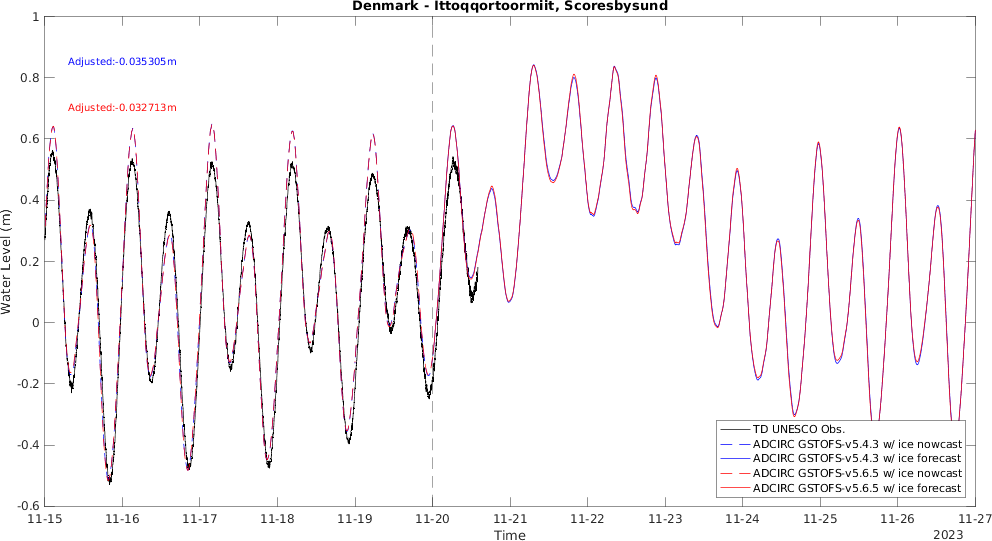 Denmark - Ittoqqortoormiit, Scoresbysund
Adjusted:-0.035305m
Adjusted:-0.032713m
Water Level (m)
1
0.8
0.6
0.4
0.2
0
-0.2
-0.4
-0.6
TD UNESCO Obs.
ADCIRC GSTOFS-v5.4.3 w/ ice nowcast
ADCIRC GSTOFS-v5.4.3 w/ ice forecast
ADCIRC GSTOFS-v5.6.5 w/ ice nowcast
ADCIRC GSTOFS-v5.6.5 w/ ice forecast
11-15 11-16 11-17 11-18 11-19 11-20 11-21 11-22 11-23 11-24 11-25 11-26 11-27
Time
2023